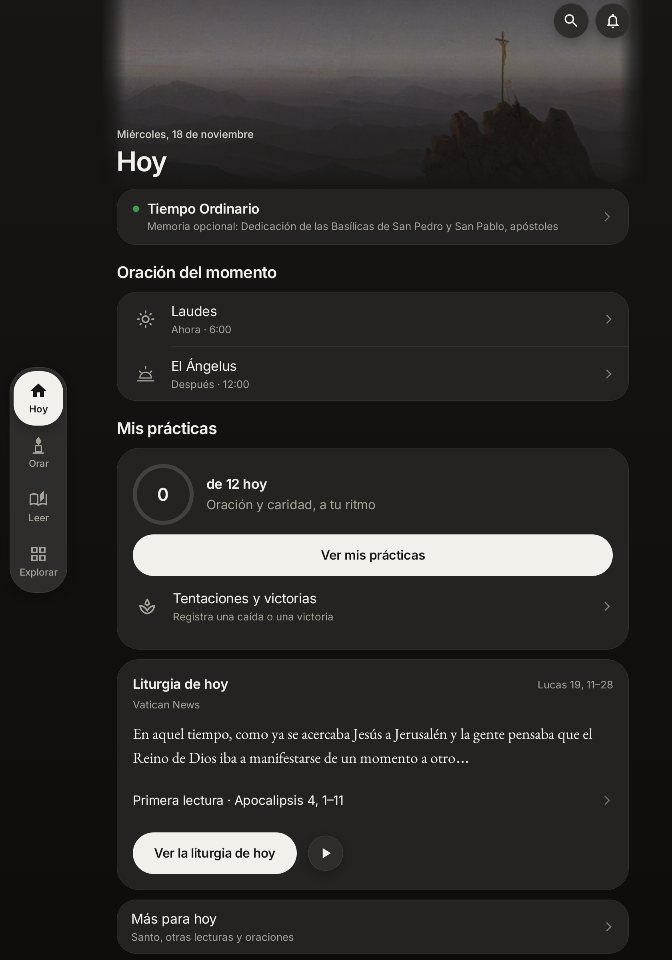 Miércoles, 18 de noviembre
Hoy
Tiempo Ordinario
Memoria opcional: Dedicación de las Basílicas de San Pedro y San Pablo, apóstoles
Oración del momento
Laudes
Ahora · 6:00
El Ángelus
Después · 12:00
Hoy
Orar
Leer
Explorar
Mis prácticas
0
de 12 hoy
Oración y caridad, a tu ritmo
Ver mis prácticas
Tentaciones y victorias
Registra una caída o una victoria
Liturgia de hoy
Lucas 19, 11–28
Vatican News
En aquel tiempo, como ya se acercaba Jesús a Jerusalén y la gente pensaba que el
Reino de Dios iba a manifestarse de un momento a otro…
Primera lectura · Apocalipsis 4, 1–11
Ver la liturgia de hoy
Más para hoy
Santo, otras lecturas y oraciones